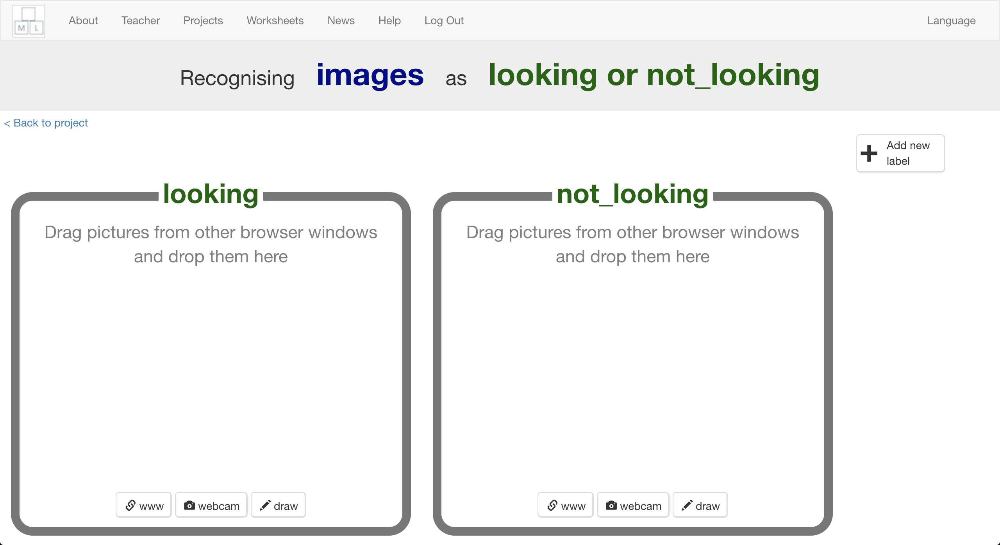 M L
About Teacher Projects Worksheets News Help Log Out Language
Recognising images as looking or not_looking
< Back to project
Add new
label
looking
Drag pictures from other browser windows
and drop them here
www webcam draw
not_looking
Drag pictures from other browser windows
and drop them here
www webcam draw